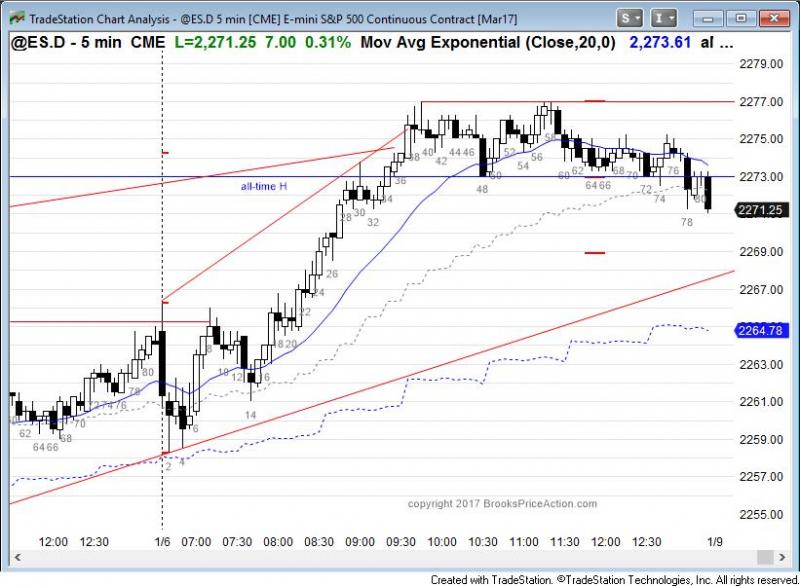 TradeStation Chart Analysis - @ES.D 5 min [CME] E-mini S&P 500 Continuous Contract [Mar17]
S
I
@ES.D - 5 min CME L=2,271.25 7.00 0.31% Mov Avg Exponential (Close,20,0) 2,273.61 al ...
2279.00
2277.00
2275.00
2273.00
2271.25
2269.00
2267.00
2264.78
2263.00
2261.00
2259.00
2257.00
2255.00
all-time H
38 40 42 44 46 48 52 54 56 58 60 62 64 66 68 70 72 74 76 78 80
28 30 32 34 36
26
24
22
18 20
8 10 12 14 16
62 64 66 68 70 72 74 76 78 80
2 4 6
copyright 2017 BrooksPriceAction.com
12:00 12:30 1/6 07:00 07:30 08:00 08:30 09:00 09:30 10:00 10:30 11:00 11:30 12:00 12:30 1/9
Created with TradeStation. ©TradeStation Technologies, Inc. All rights reserved.